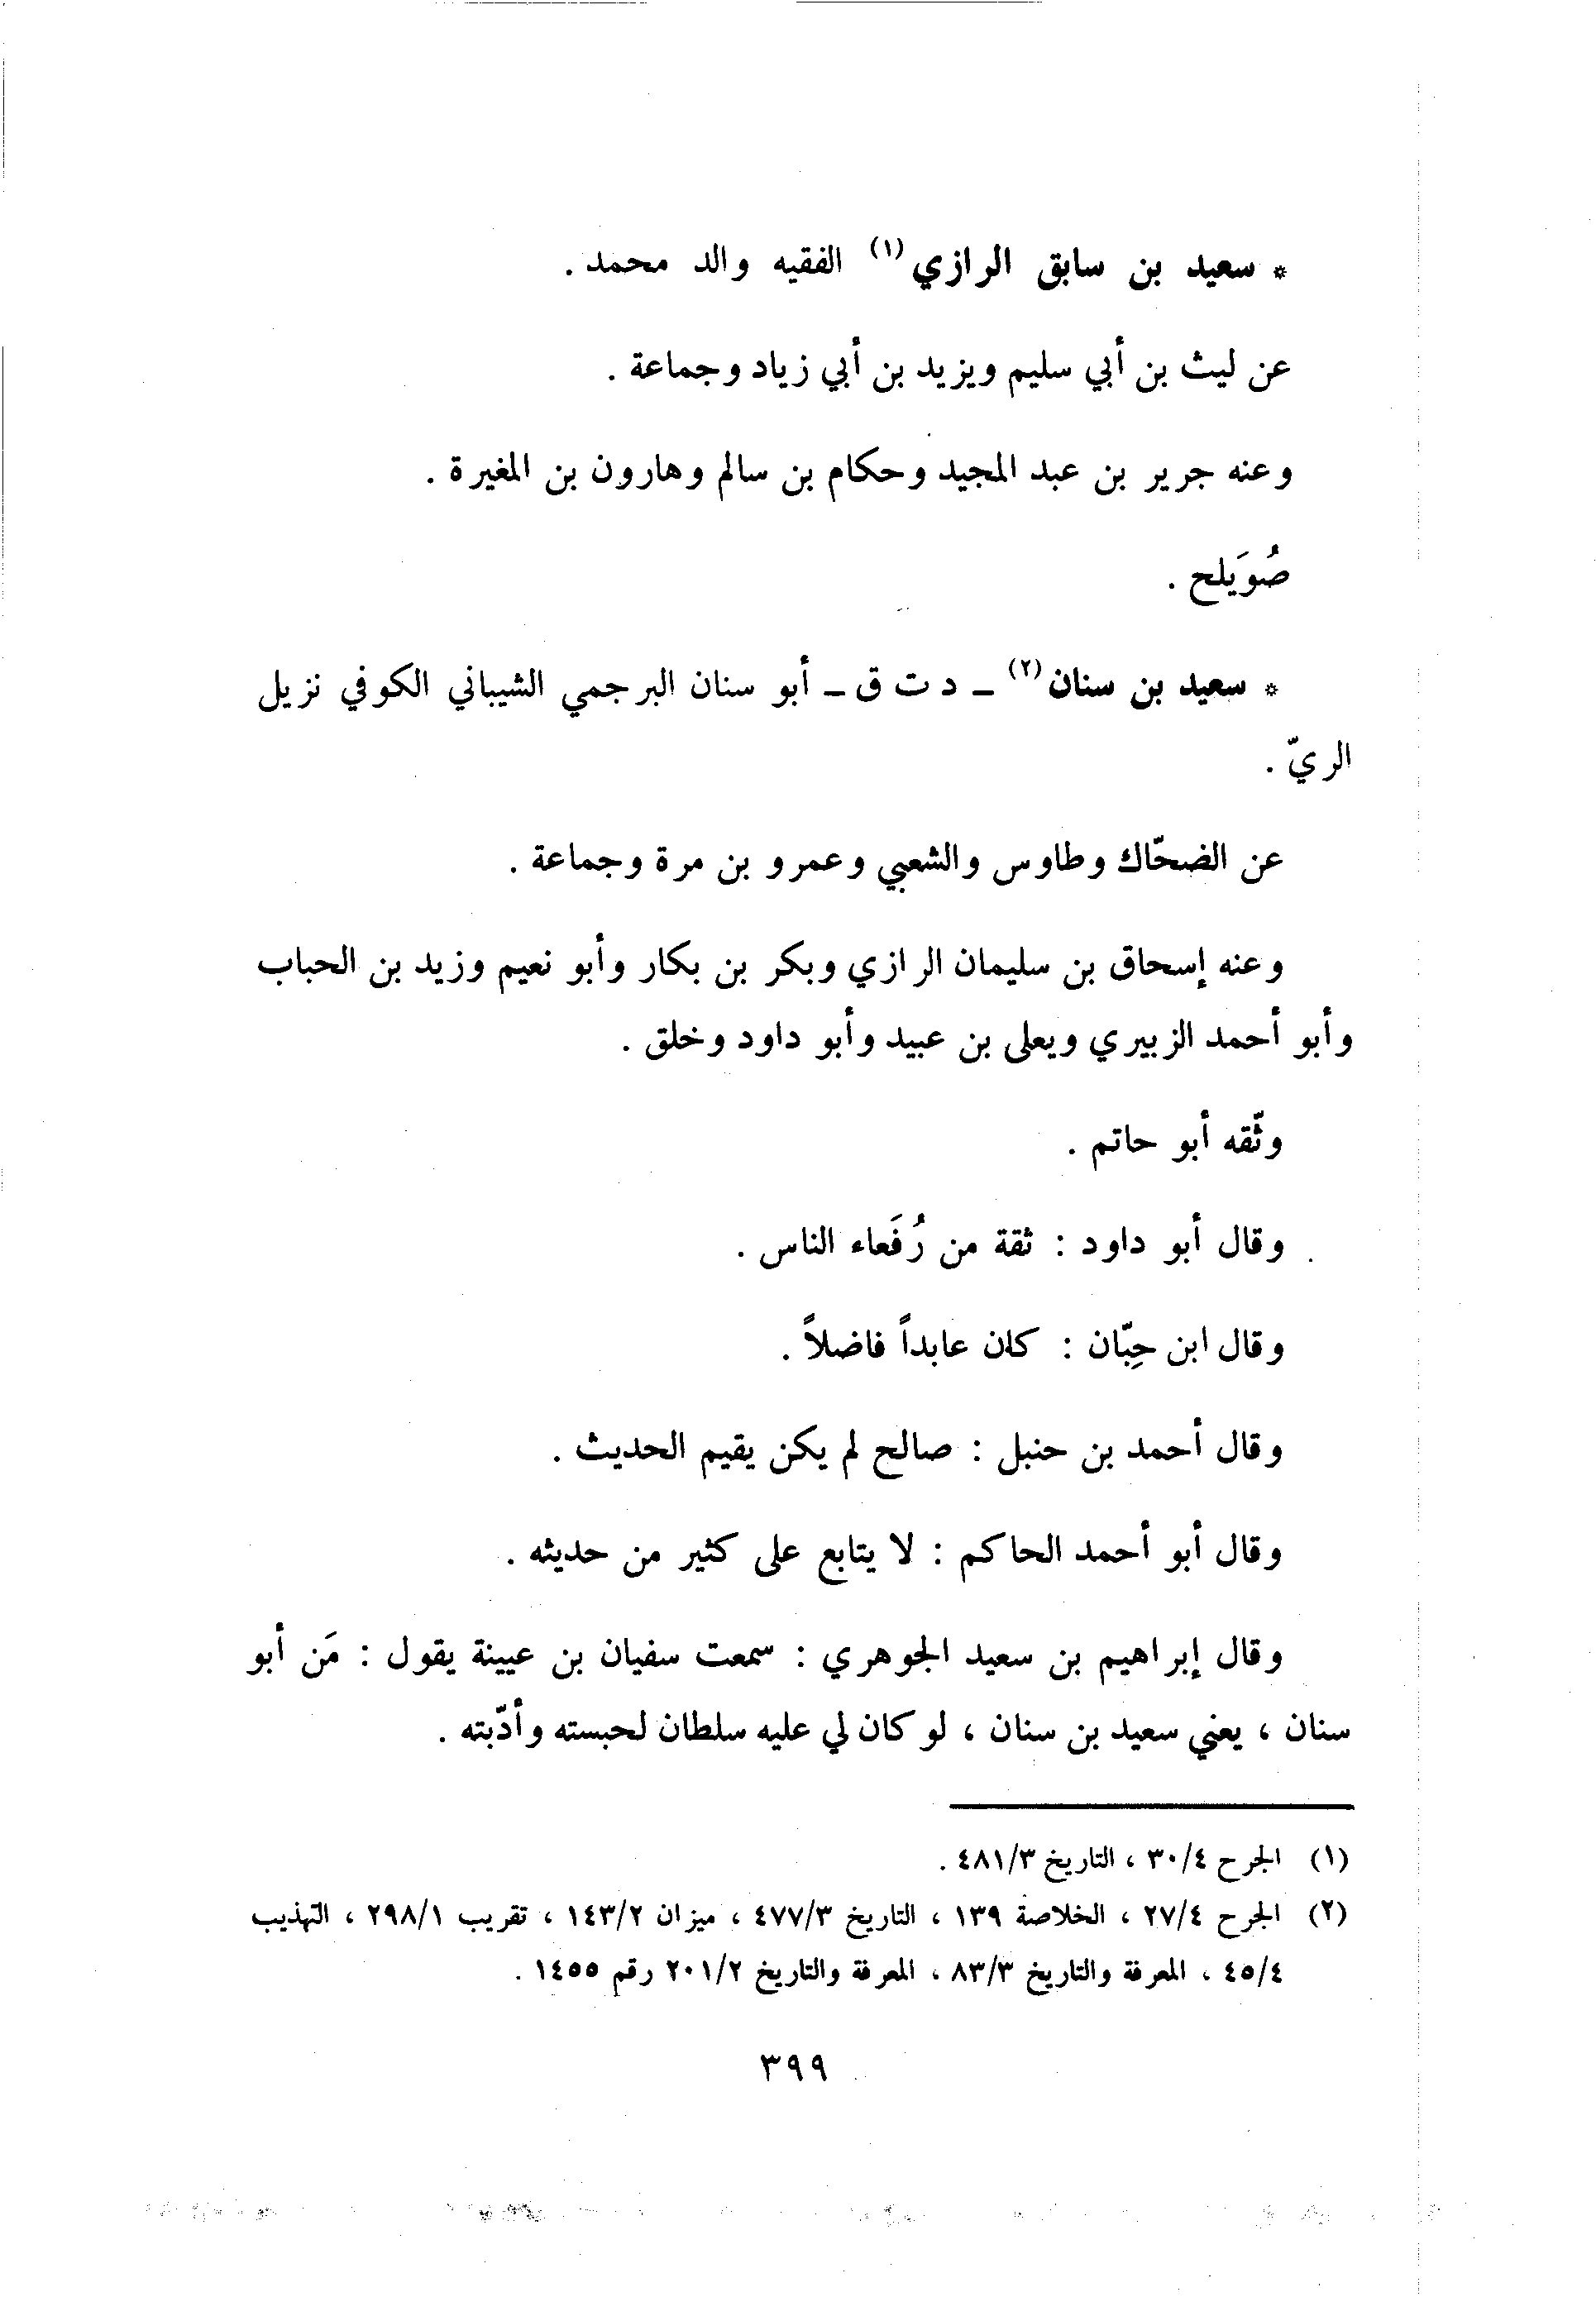 * سعيد بن سابق الرازي(١) الفقيه والد محمد .
عن ليث بن أبي سليم ويزيد بن أبي زياد وجماعة .
وعنه جرير بن عبد المجيد وحكام بن سالم وهارون بن المغيرة .
صُوَيلح .
* سعيد بن سنان(٢) ـ د ت ق ـ أبو سنان البرجمي الشيباني الكوفي نزيل
الريّ .
عن الضحّاك وطاوس والشعبي وعمرو بن مرة وجماعة .
وعنه إسحاق بن سليمان الرازي وبكر بن بكار وأبو نعيم وزيد بن الحباب
وأبو أحمد الزبيري ويعلى بن عبيد وأبو داود وخلق .
وثّقه أبو حاتم .
وقال أبو داود : ثقة من رُفَعاء الناس .
وقال ابن حِبّان : كان عابداً فاضلاً .
وقال أحمد بن حنبل : صالح لم يكن يقيم الحديث .
وقال أبو أحمد الحاكم : لا يتابع على كثير من حديثه .
وقال إبراهيم بن سعيد الجوهري : سمعت سفيان بن عيينة يقول : مَن أبو
سنان ، يعني سعيد بن سنان ، لو كان لي عليه سلطان لحبسته وأدّبته .
(١) الجرح ٣٠/٤ ، التاريخ ٤٨١/٣ .
(٢) الجرح ٢٧/٤ ، الخلاصة ١٣٩ ، التاريخ ٤٧٧/٣ ، ميزان ١٤٣/٢ ، تقريب ٢٩٨/١ ، التهذيب
٤٥/٤ ، المعرفة والتاريخ ٨٣/٣ ، المعرفة والتاريخ ٢٠١/٢ رقم ١٤٥٥ .
٣٩٩